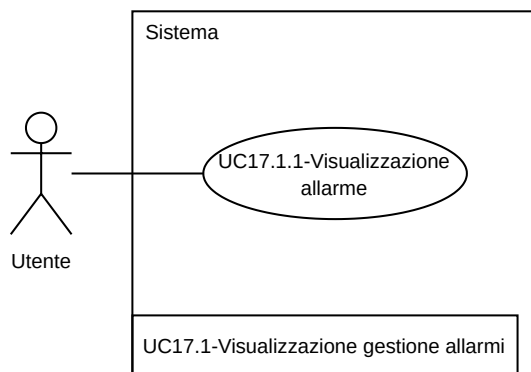 Sistema
UC17.1.1-Visualizzazione
allarme
Utente
UC17.1-Visualizzazione gestione allarmi